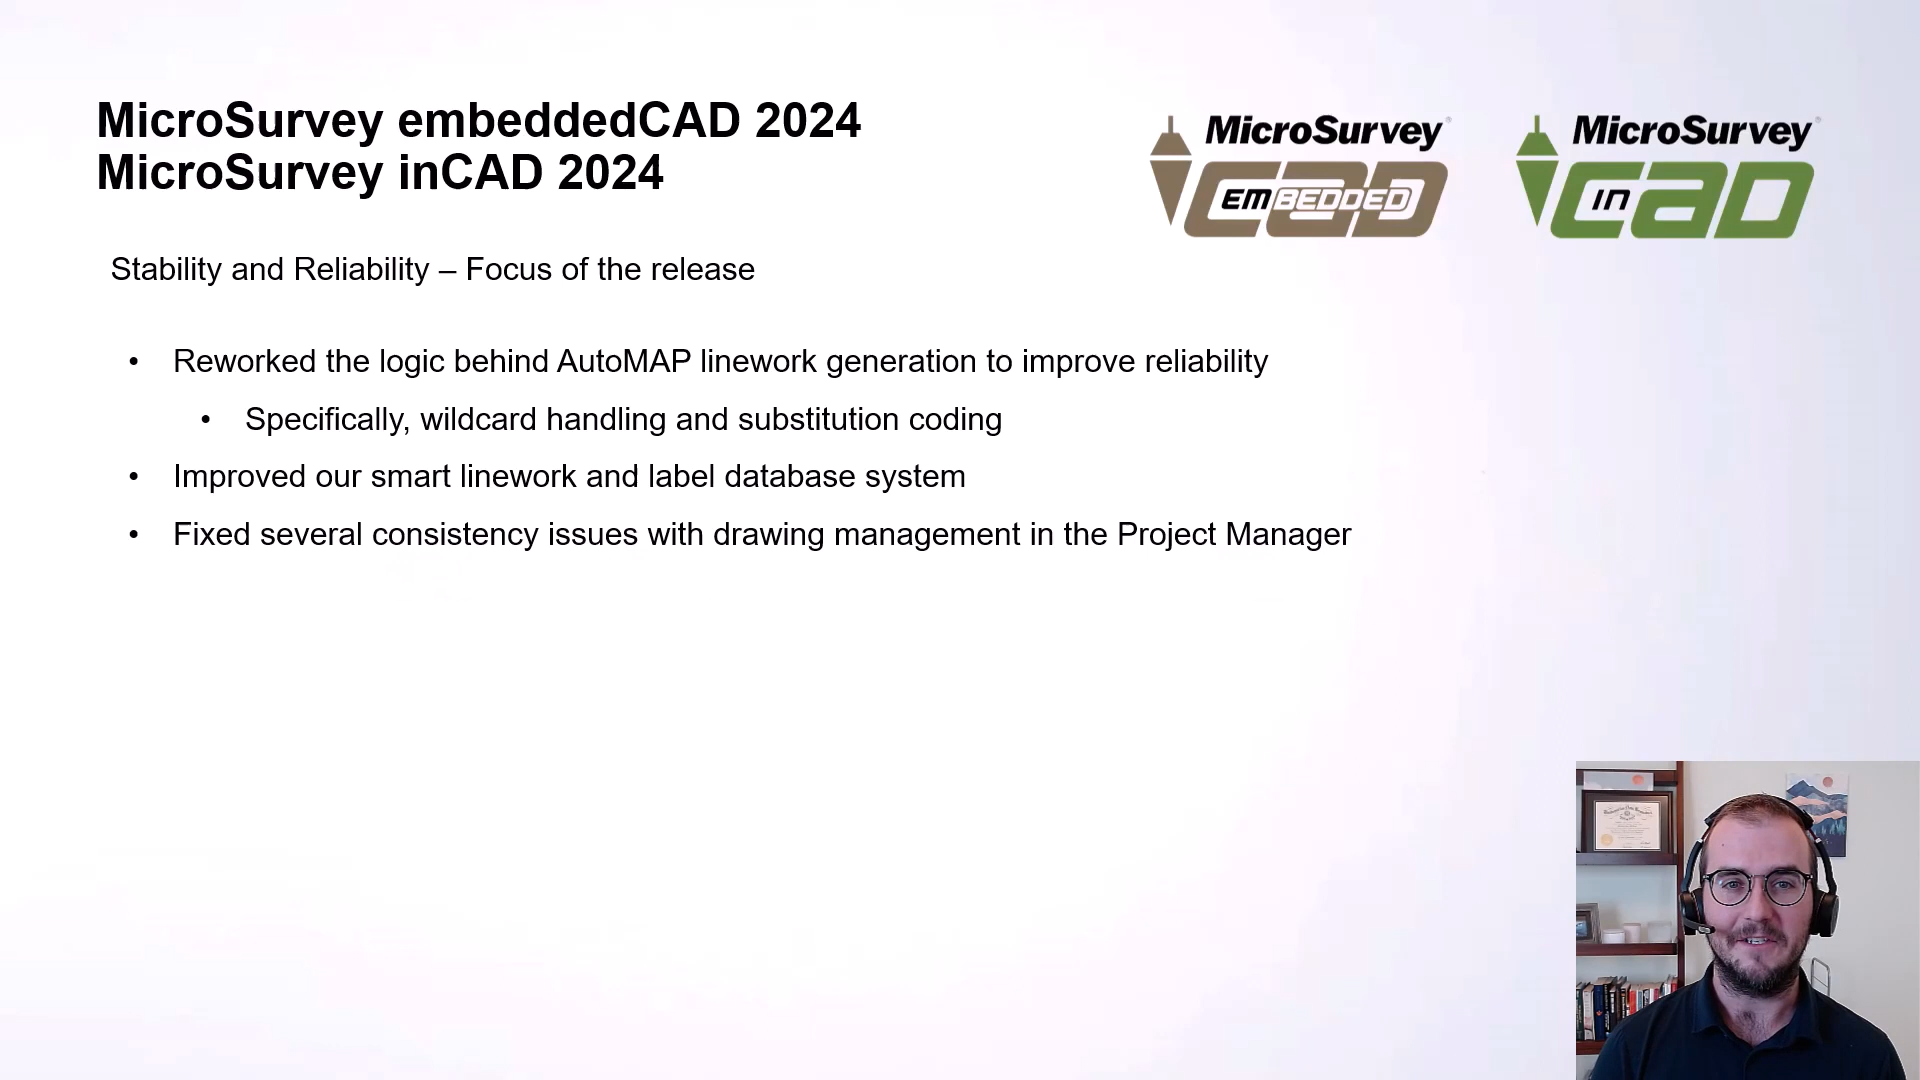 MicroSurvey embeddedCAD 2024
MicroSurvey inCAD 2024
MicroSurvey®
EMBEDDED
CAD
MicroSurvey®
IN
CAD
Stability and Reliability – Focus of the release
• Reworked the logic behind AutoMAP linework generation to improve reliability
• Specifically, wildcard handling and substitution coding
• Improved our smart linework and label database system
• Fixed several consistency issues with drawing management in the Project Manager